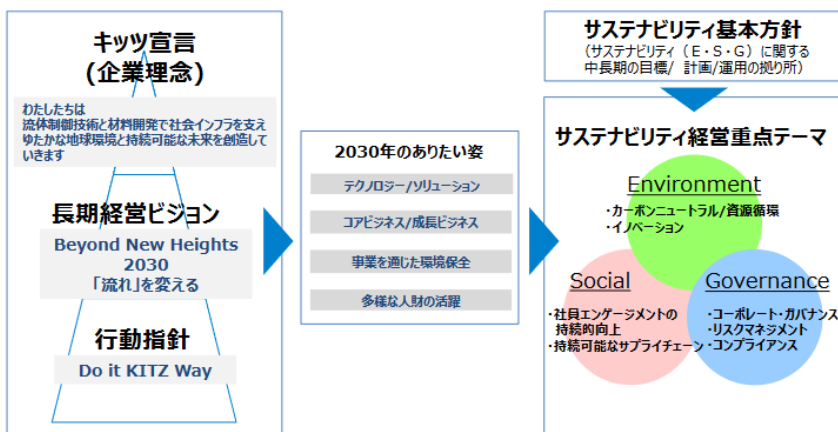 キッツ宣言
(企業理念)
わたしたちは
流体制御技術と材料開発で社会インフラを支え
ゆたかな地球環境と持続可能な未来を創造して
いきます
長期経営ビジョン
Beyond New Heights
2030
「流れ」を変える
行動指針
Do it KITZ Way
2030年のありたい姿
テクノロジー/ソリューション
コアビジネス/成長ビジネス
事業を通じた環境保全
多様な人財の活躍
サステナビリティ基本方針
(サステナビリティ(E・S・G)に関する
中長期の目標/ 計画/運用の拠り所)
サステナビリティ経営重点テーマ
Environment
・カーボンニュートラル/資源循環
・イノベーション
Social
・社員エンゲージメントの
持続的向上
・持続可能なサプライチェーン
Governance
・コーポレート・ガバナンス
・リスクマネジメント
・コンプライアンス